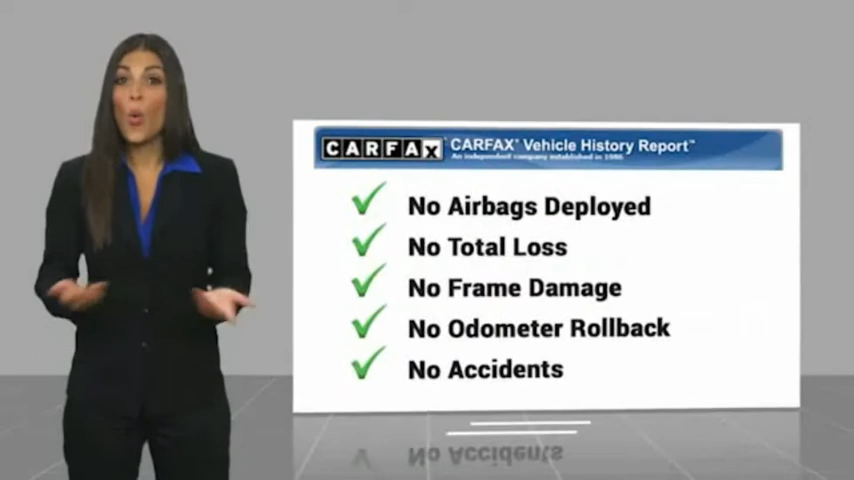 CARFAX CARFAX™ Vehicle History Report™
An independent company established in 1986
No Airbags Deployed
No Total Loss
No Frame Damage
No Odometer Rollback
No Accidents
No Accidents